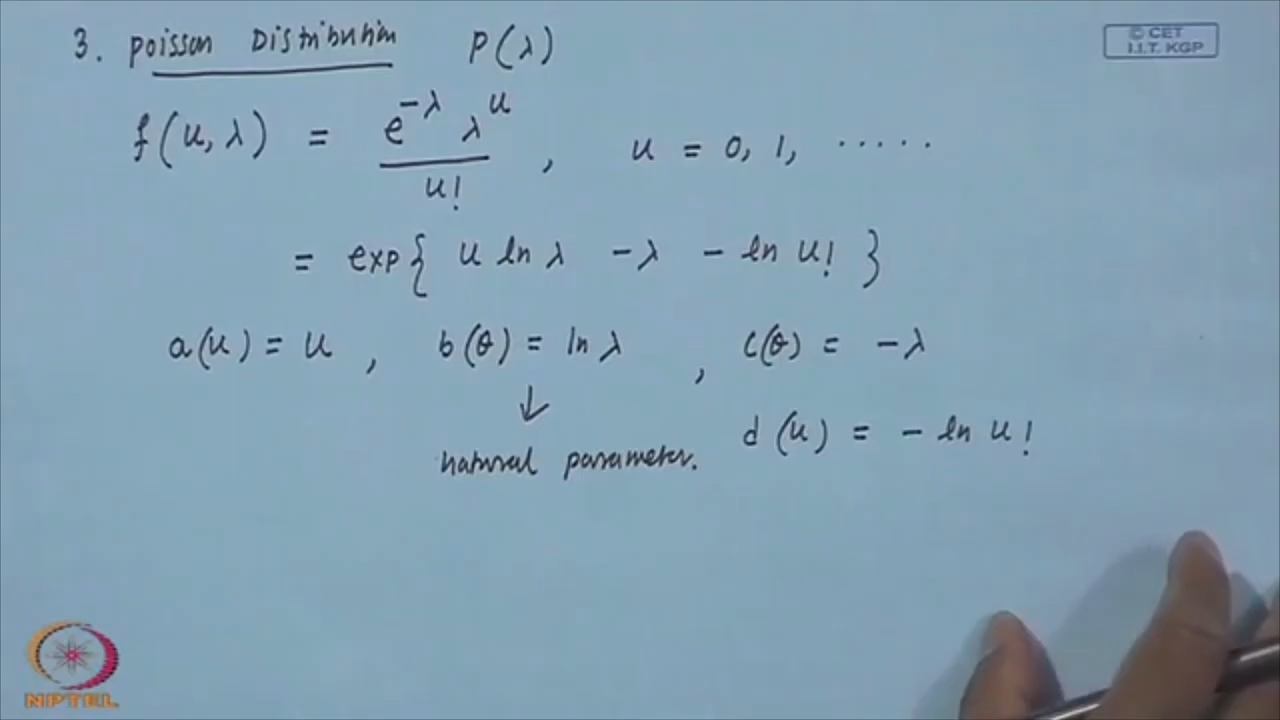 3. Poisson Distribution P(λ)
© CET
I.I.T. KGP
f(u, λ) = e^{-λ} λ^u / u! , u = 0, 1, .....
= exp{ u ln λ - λ - ln u! }
a(u) = u , b(θ) = ln λ , c(θ) = -λ
↓
natural parameter.
d(u) = - ln u!
NPTEL